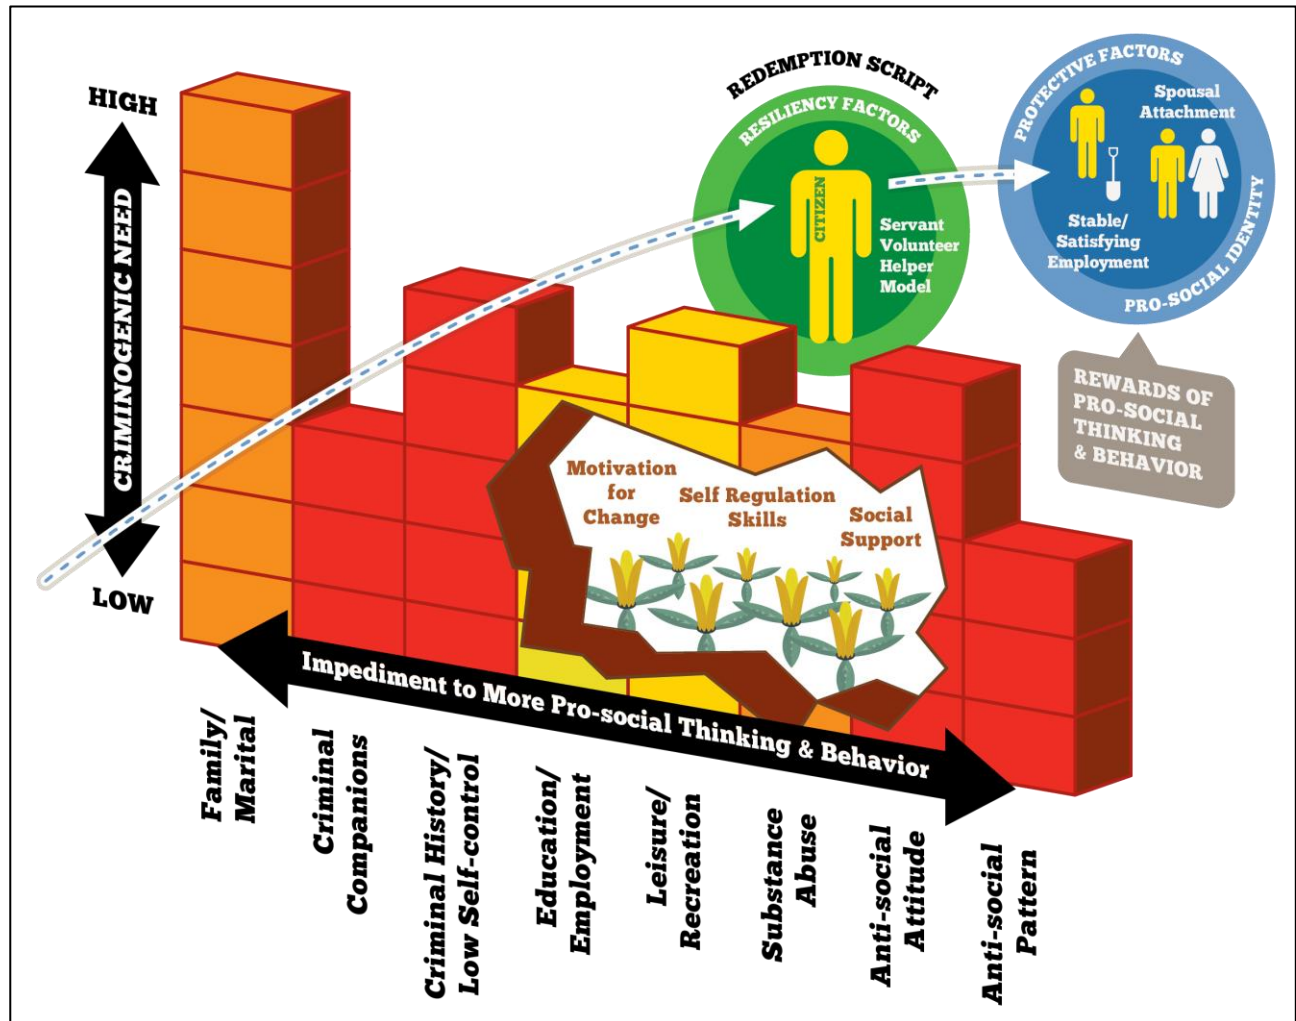 HIGH
CRIMINOGENIC NEED
LOW
REDEMPTION SCRIPT
RESILIENCY FACTORS
CITIZEN
Servant
Volunteer
Helper
Model
PROTECTIVE FACTORS
Spousal
Attachment
Stable/
Satisfying
Employment
PRO-SOCIAL IDENTITY
REWARDS OF
PRO-SOCIAL
THINKING
& BEHAVIOR
Motivation
for
Change
Self Regulation
Skills
Social
Support
Impediment to More Pro-social Thinking & Behavior
Family/
Marital
Criminal
Companions
Criminal History/
Low Self-control
Education/
Employment
Leisure/
Recreation
Substance
Abuse
Anti-social
Attitude
Anti-social
Pattern